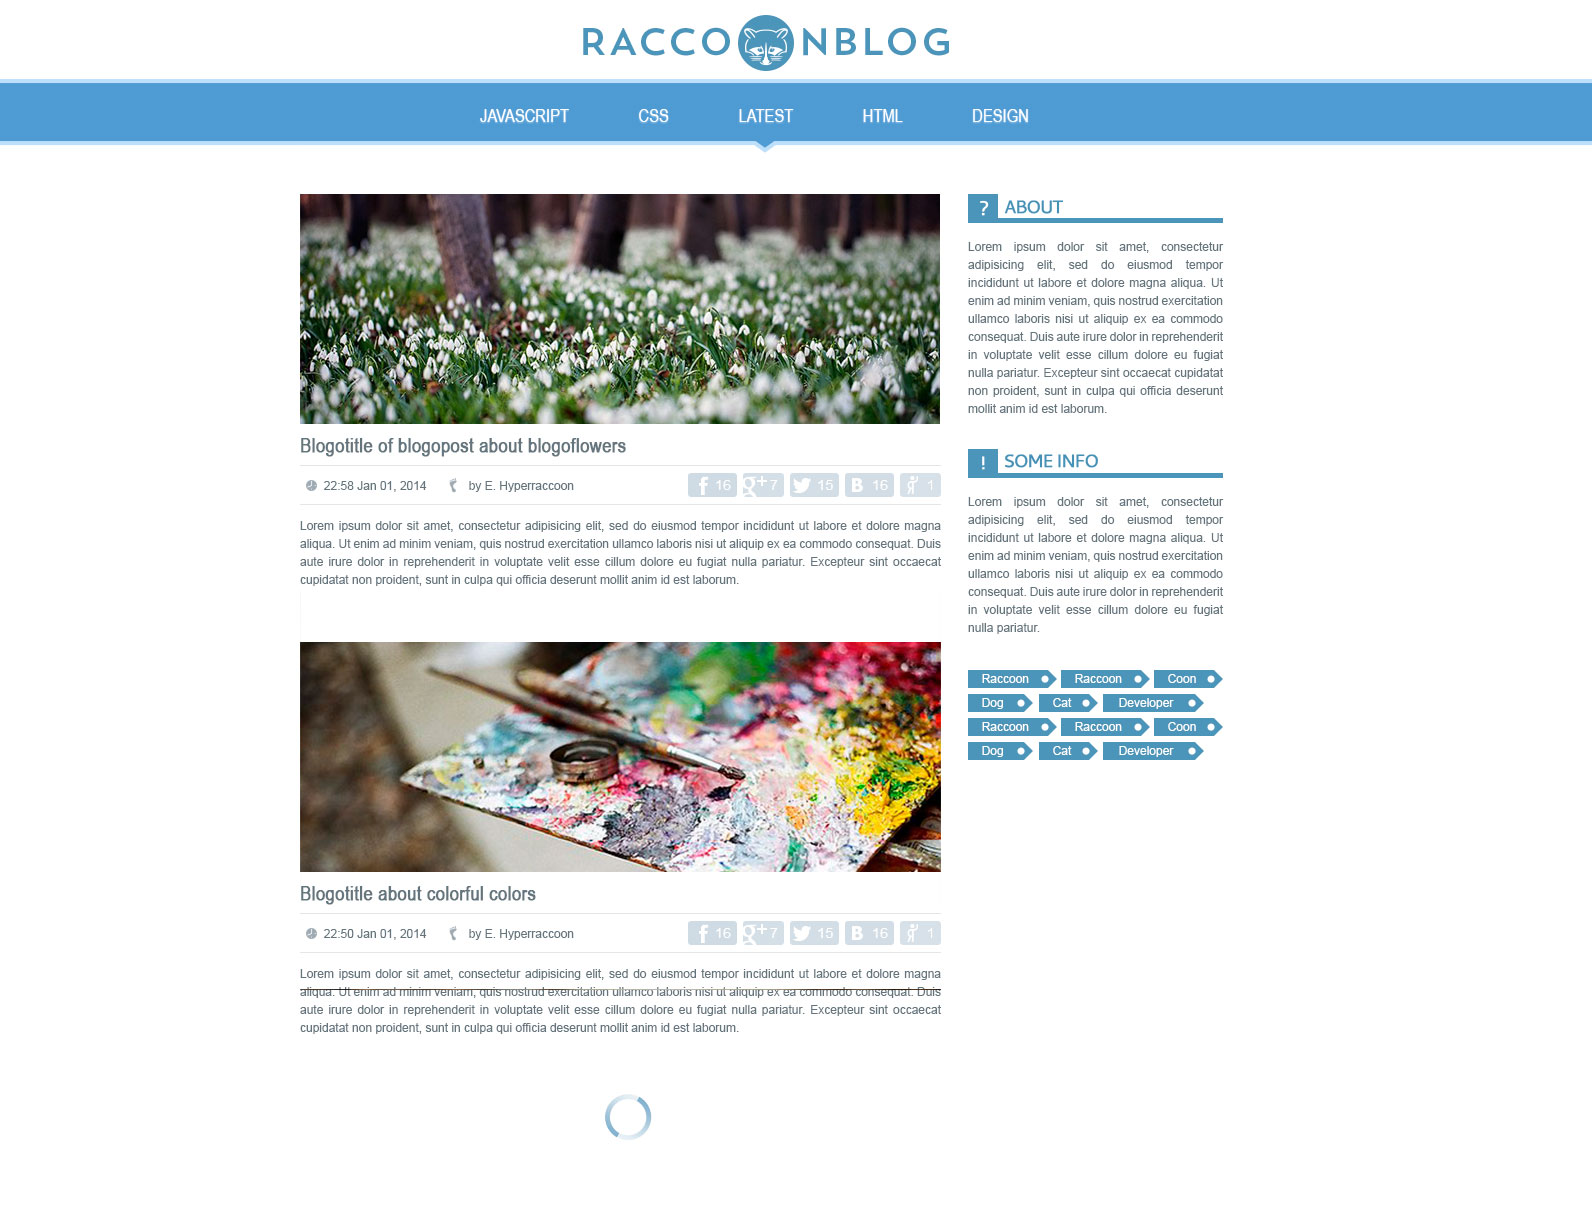 RACCOONBLOG
JAVASCRIPT CSS LATEST HTML DESIGN
Blogotitle of blogopost about blogoflowers
22:58 Jan 01, 2014 by E. Hyperraccoon 16 7 15 16 1
Lorem ipsum dolor sit amet, consectetur adipisicing elit, sed do eiusmod tempor incididunt ut labore et dolore magna
aliqua. Ut enim ad minim veniam, quis nostrud exercitation ullamco laboris nisi ut aliquip ex ea commodo consequat. Duis
aute irure dolor in reprehenderit in voluptate velit esse cillum dolore eu fugiat nulla pariatur. Excepteur sint occaecat
cupidatat non proident, sunt in culpa qui officia deserunt mollit anim id est laborum.
Blogotitle about colorful colors
22:50 Jan 01, 2014 by E. Hyperraccoon 16 7 15 16 1
Lorem ipsum dolor sit amet, consectetur adipisicing elit, sed do eiusmod tempor incididunt ut labore et dolore magna
aliqua. Ut enim ad minim veniam, quis nostrud exercitation ullamco laboris nisi ut aliquip ex ea commodo consequat. Duis
aute irure dolor in reprehenderit in voluptate velit esse cillum dolore eu fugiat nulla pariatur. Excepteur sint occaecat
cupidatat non proident, sunt in culpa qui officia deserunt mollit anim id est laborum.
? ABOUT
Lorem ipsum dolor sit amet, consectetur
adipisicing elit, sed do eiusmod tempor
incididunt ut labore et dolore magna aliqua. Ut
enim ad minim veniam, quis nostrud exercitation
ullamco laboris nisi ut aliquip ex ea commodo
consequat. Duis aute irure dolor in reprehenderit
in voluptate velit esse cillum dolore eu fugiat
nulla pariatur. Excepteur sint occaecat cupidatat
non proident, sunt in culpa qui officia deserunt
mollit anim id est laborum.
! SOME INFO
Lorem ipsum dolor sit amet, consectetur
adipisicing elit, sed do eiusmod tempor
incididunt ut labore et dolore magna aliqua. Ut
enim ad minim veniam, quis nostrud exercitation
ullamco laboris nisi ut aliquip ex ea commodo
consequat. Duis aute irure dolor in reprehenderit
in voluptate velit esse cillum dolore eu fugiat
nulla pariatur.
Raccoon Raccoon Coon
Dog Cat Developer
Raccoon Raccoon Coon
Dog Cat Developer